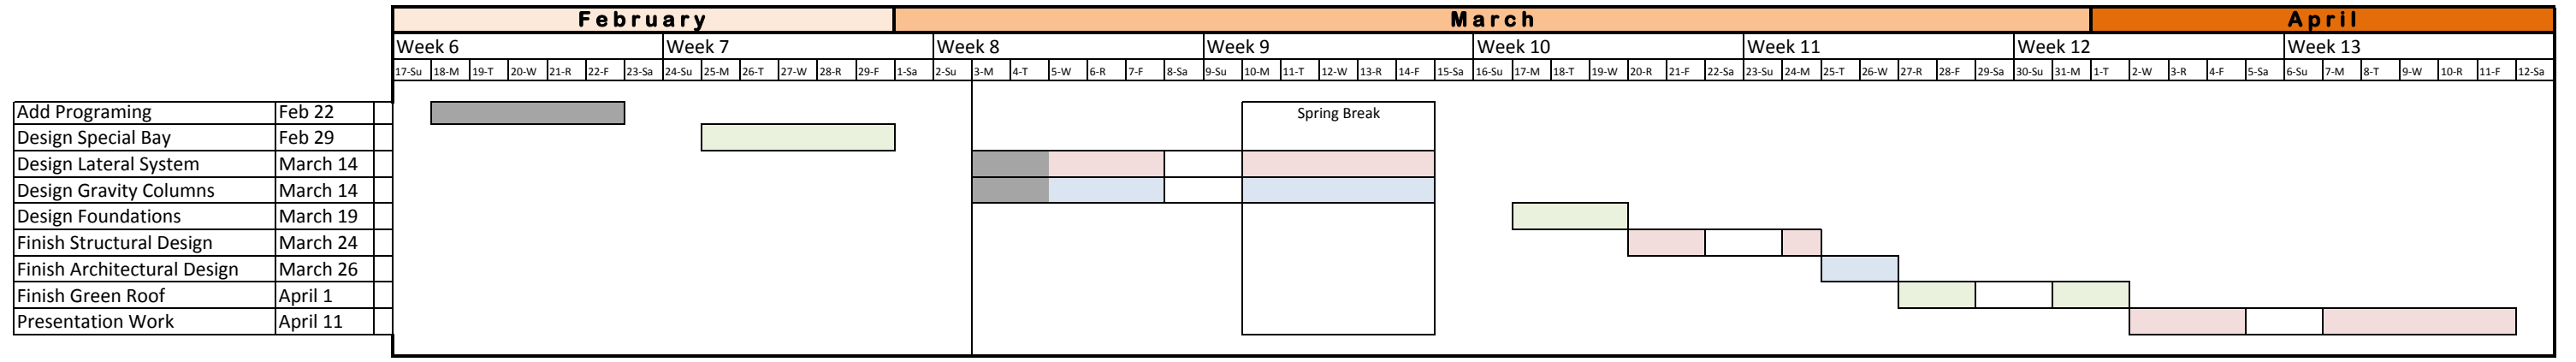 February March April
Week 6 Week 7 Week 8 Week 9 Week 10 Week 11 Week 12 Week 13
17-Su 18-M 19-T 20-W 21-R 22-F 23-Sa 24-Su 25-M 26-T 27-W 28-R 29-F 1-Sa 2-Su 3-M 4-T 5-W 6-R 7-F 8-Sa 9-Su 10-M 11-T 12-W 13-R 14-F 15-Sa 16-Su 17-M 18-T 19-W 20-R 21-F 22-Sa 23-Su 24-M 25-T 26-W 27-R 28-F 29-Sa 30-Su 31-M 1-T 2-W 3-R 4-F 5-Sa 6-Su 7-M 8-T 9-W 10-R 11-F 12-Sa
Add Programing Feb 22 Spring Break
Design Special Bay Feb 29
Design Lateral System March 14
Design Gravity Columns March 14
Design Foundations March 19
Finish Structural Design March 24
Finish Architectural Design March 26
Finish Green Roof April 1
Presentation Work April 11